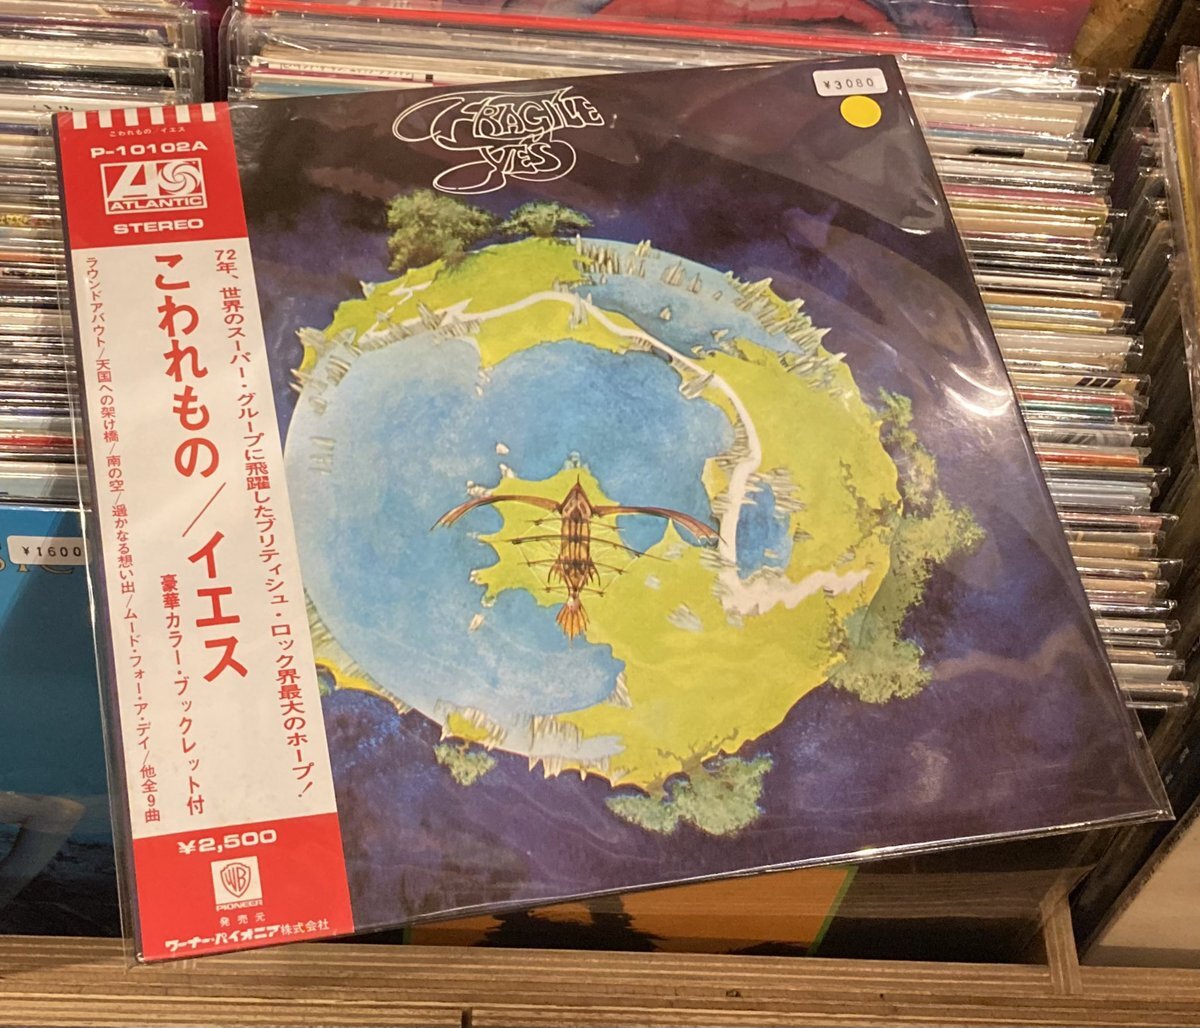 ¥3080
FRAGILE
YES
こわれもの/イエス
P-10102A
ATLANTIC
STEREO
72年、世界のスーパー・グループに飛躍したブリティシュ・ロック界最大のホープ!
こわれもの/イエス
豪華カラー・ブックレット付
ラウンドアバウト/天国への架け橋/南の空/遥かなる想い出/ムード・フォー・ア・デイ/他全9曲
¥2,500
WB
PIONEER
発売元
ワーナー・パイオニア株式会社
¥1600